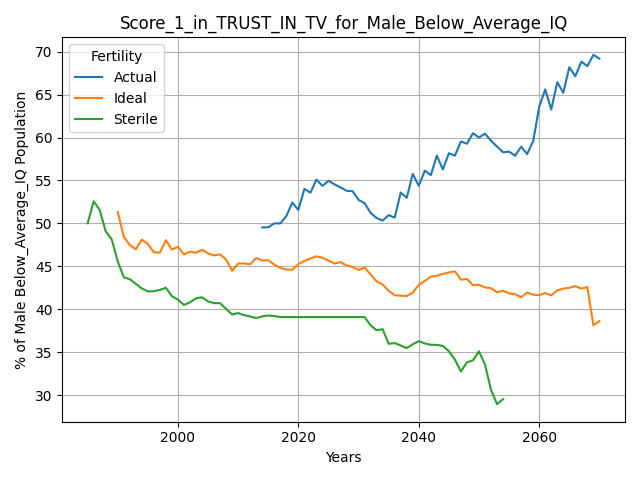 Score_1_in_TRUST_IN_TV_for_Male_Below_Average_IQ
% of Male Below_Average_IQ Population
70
65
60
55
50
45
40
35
30
Fertility
Actual
Ideal
Sterile
2000
2020
2040
2060
Years